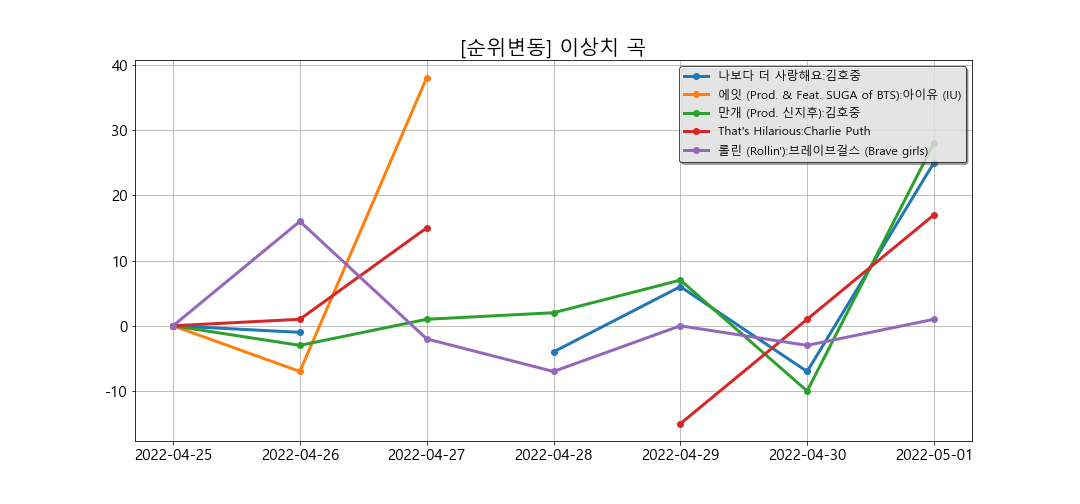 [순위변동] 이상치 곡
40
30
20
10
0
-10
나보다 더 사랑해요:김호중
에잇 (Prod. & Feat. SUGA of BTS):아이유 (IU)
만개 (Prod. 신지후):김호중
That's Hilarious:Charlie Puth
롤린 (Rollin'):브레이브걸스 (Brave girls)
2022-04-25 2022-04-26 2022-04-27 2022-04-28 2022-04-29 2022-04-30 2022-05-01